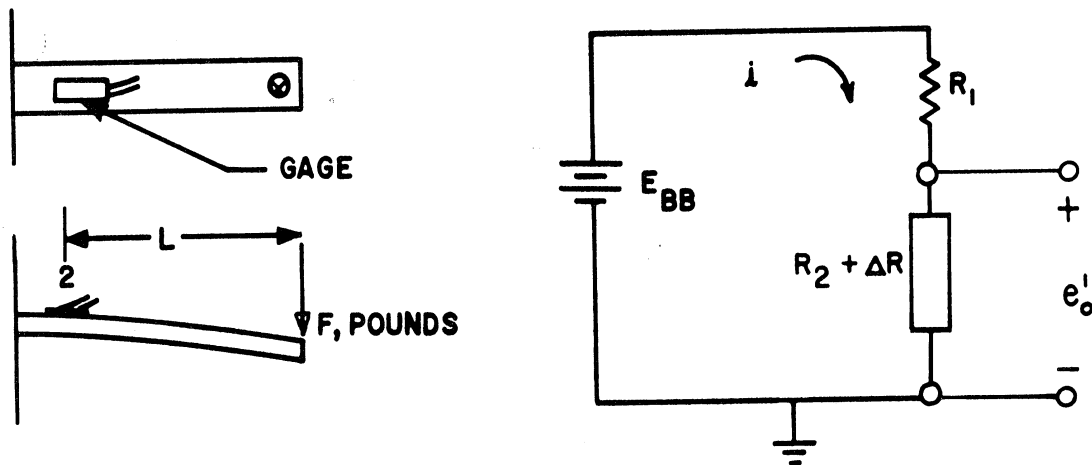 GAGE
L
2
F, POUNDS
i
R1
EBB
+
R2 + ΔR
e'o
−